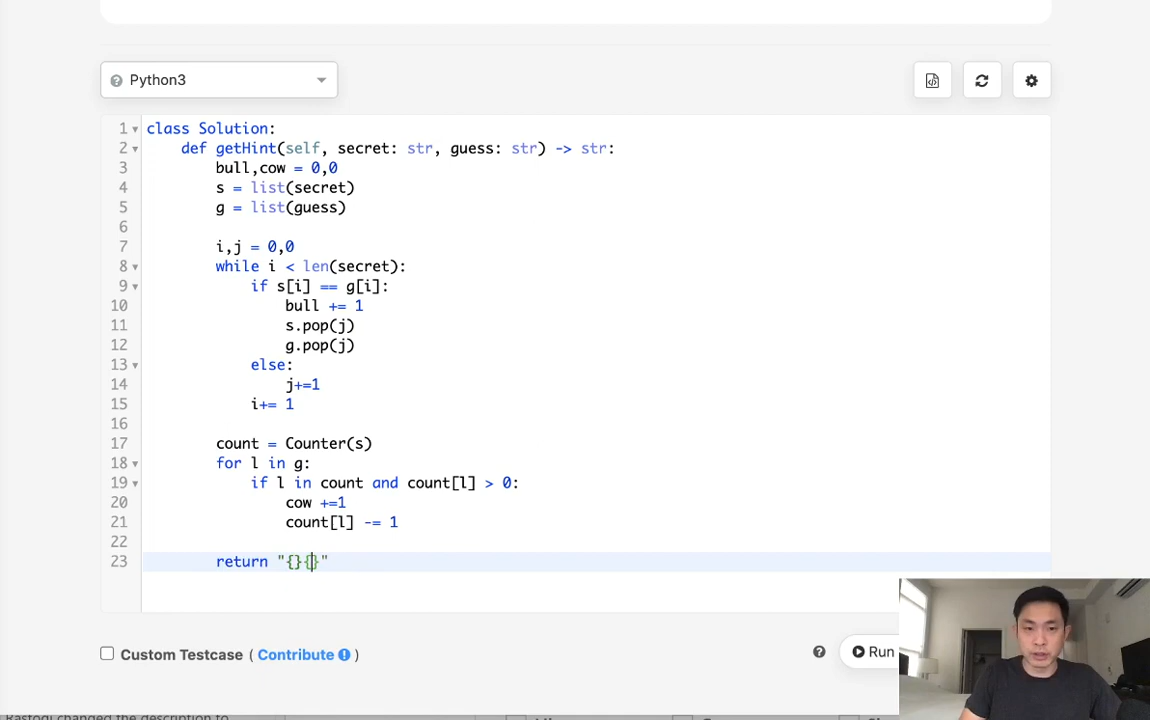 Python3
1 class Solution:
2 def getHint(self, secret: str, guess: str) -> str:
3 bull,cow = 0,0
4 s = list(secret)
5 g = list(guess)
6
7 i,j = 0,0
8 while i < len(secret):
9 if s[i] == g[i]:
10 bull += 1
11 s.pop(j)
12 g.pop(j)
13 else:
14 j+=1
15 i+= 1
16
17 count = Counter(s)
18 for l in g:
19 if l in count and count[l] > 0:
20 cow +=1
21 count[l] -= 1
22
23 return "{}{}"
Custom Testcase ( Contribute )
Run